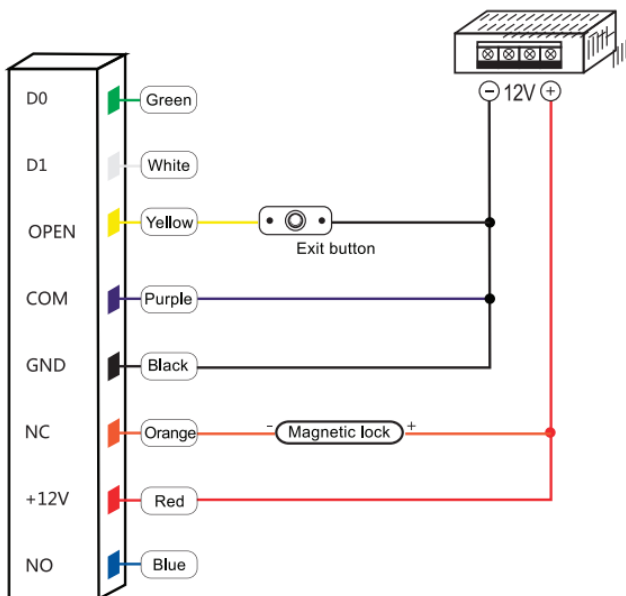 − 12V +
D0 Green
D1 White
OPEN Yellow
Exit button
COM Purple
GND Black
NC Orange - Magnetic lock +
+12V Red
NO Blue